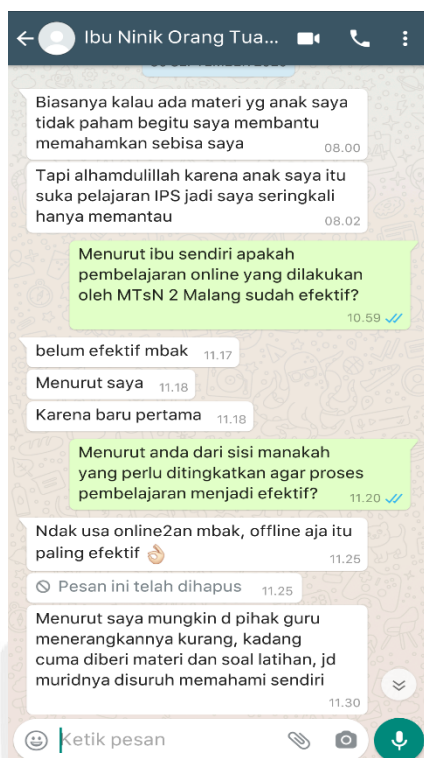 Ibu Ninik Orang Tua...
Biasanya kalau ada materi yg anak saya
tidak paham begitu saya membantu
memahamkan sebisa saya
08.00
Tapi alhamdulillah karena anak saya itu
suka pelajaran IPS jadi saya seringkali
hanya memantau
08.02
Menurut ibu sendiri apakah
pembelajaran online yang dilakukan
oleh MTsN 2 Malang sudah efektif?
10.59
belum efektif mbak 11.17
Menurut saya 11.18
Karena baru pertama 11.18
Menurut anda dari sisi manakah
yang perlu ditingkatkan agar proses
pembelajaran menjadi efektif? 11.20
Ndak usa online2an mbak, offline aja itu
paling efektif 👌🏻
11.25
Pesan ini telah dihapus 11.25
Menurut saya mungkin d pihak guru
menerangkannya kurang, kadang
cuma diberi materi dan soal latihan, jd
muridnya disuruh memahami sendiri
11.30
Ketik pesan